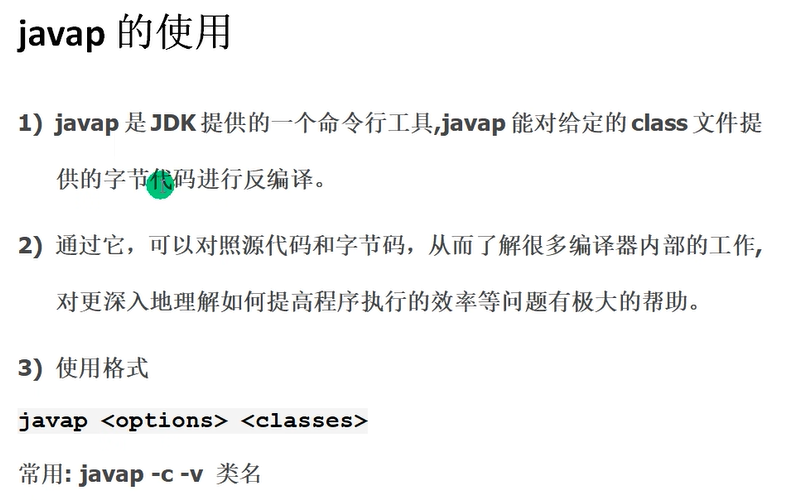 javap 的使用
1) javap 是 JDK 提供的一个命令行工具,javap 能对给定的 class 文件提
供的字节代码进行反编译。
2) 通过它，可以对照源代码和字节码，从而了解很多编译器内部的工作,
对更深入地理解如何提高程序执行的效率等问题有极大的帮助。
3) 使用格式
javap <options> <classes>
常用: javap -c -v 类名